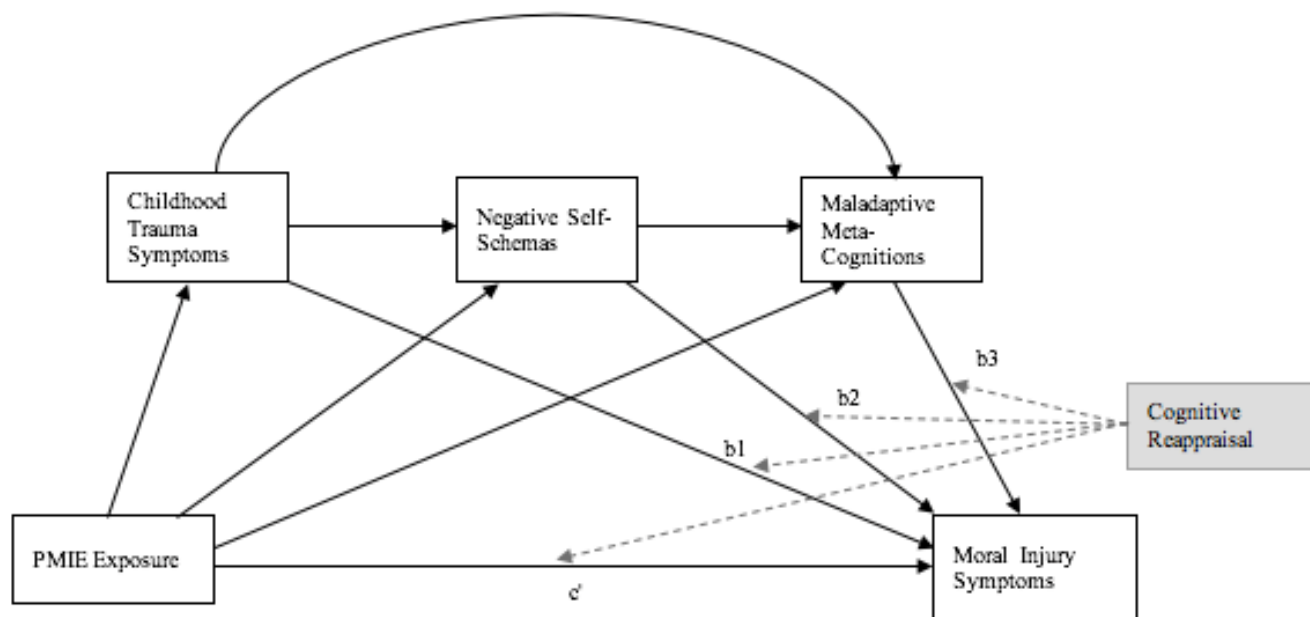 Childhood
Trauma
Symptoms
Negative Self-
Schemas
Maladaptive
Meta-
Cognitions
b3
b2
b1
Cognitive
Reappraisal
PMIE Exposure
c'
Moral Injury
Symptoms